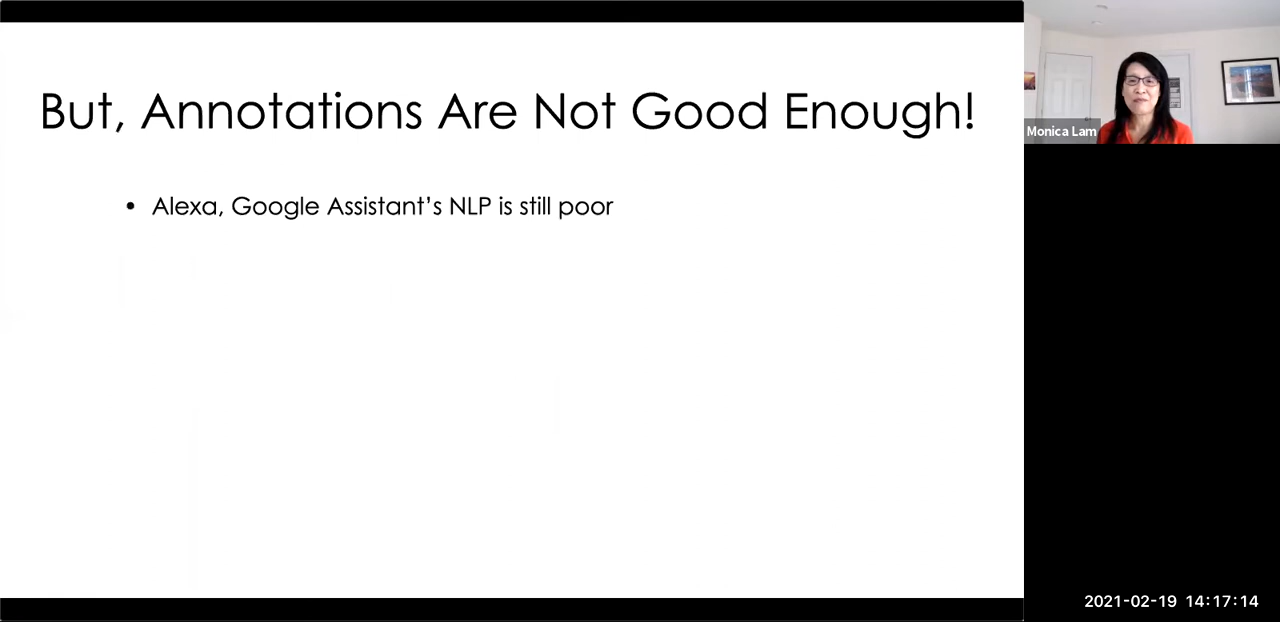 But, Annotations Are Not Good Enough!
• Alexa, Google Assistant’s NLP is still poor
Monica Lam
2021-02-19 14:17:14